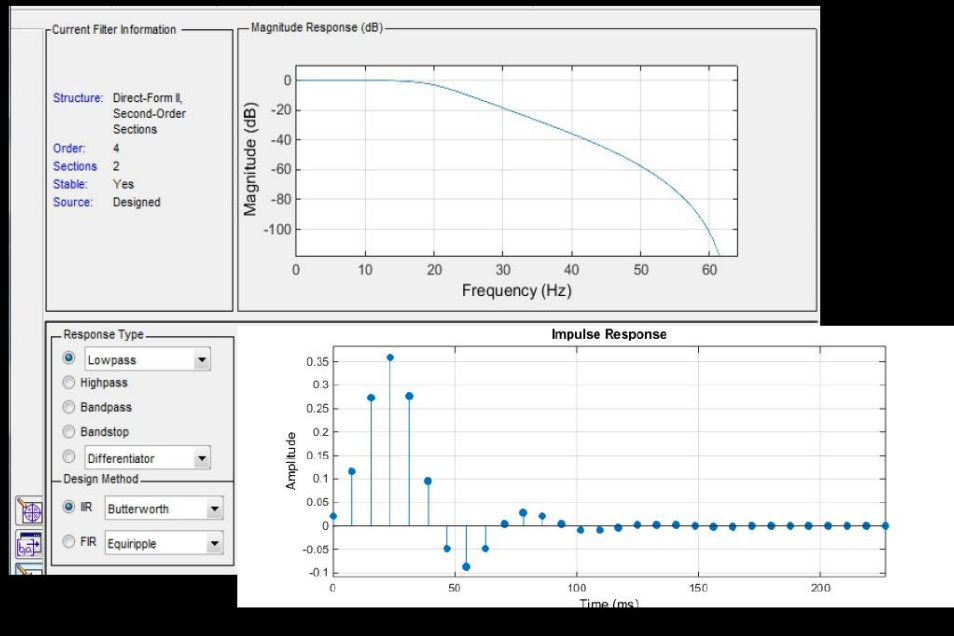 Current Filter Information
Structure: Direct-Form II,
Second-Order
Sections
Order: 4
Sections 2
Stable: Yes
Source: Designed
Magnitude Response (dB)
Magnitude (dB)
0
-20
-40
-60
-80
-100
0 10 20 30 40 50 60
Frequency (Hz)
Response Type
Lowpass
Highpass
Bandpass
Bandstop
Differentiator
Design Method
IIR Butterworth
FIR Equiripple
Impulse Response
Amplitude
0.35
0.3
0.25
0.2
0.15
0.1
0.05
0
-0.05
-0.1
0 50 100 150 200
Time (ms)